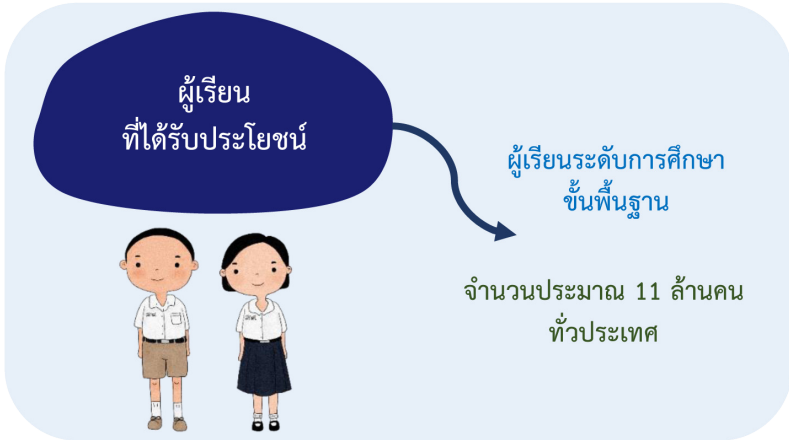 ผู้เรียน
ที่ได้รับประโยชน์
ผู้เรียนระดับการศึกษา
ขั้นพื้นฐาน
จำนวนประมาณ 11 ล้านคน
ทั่วประเทศ